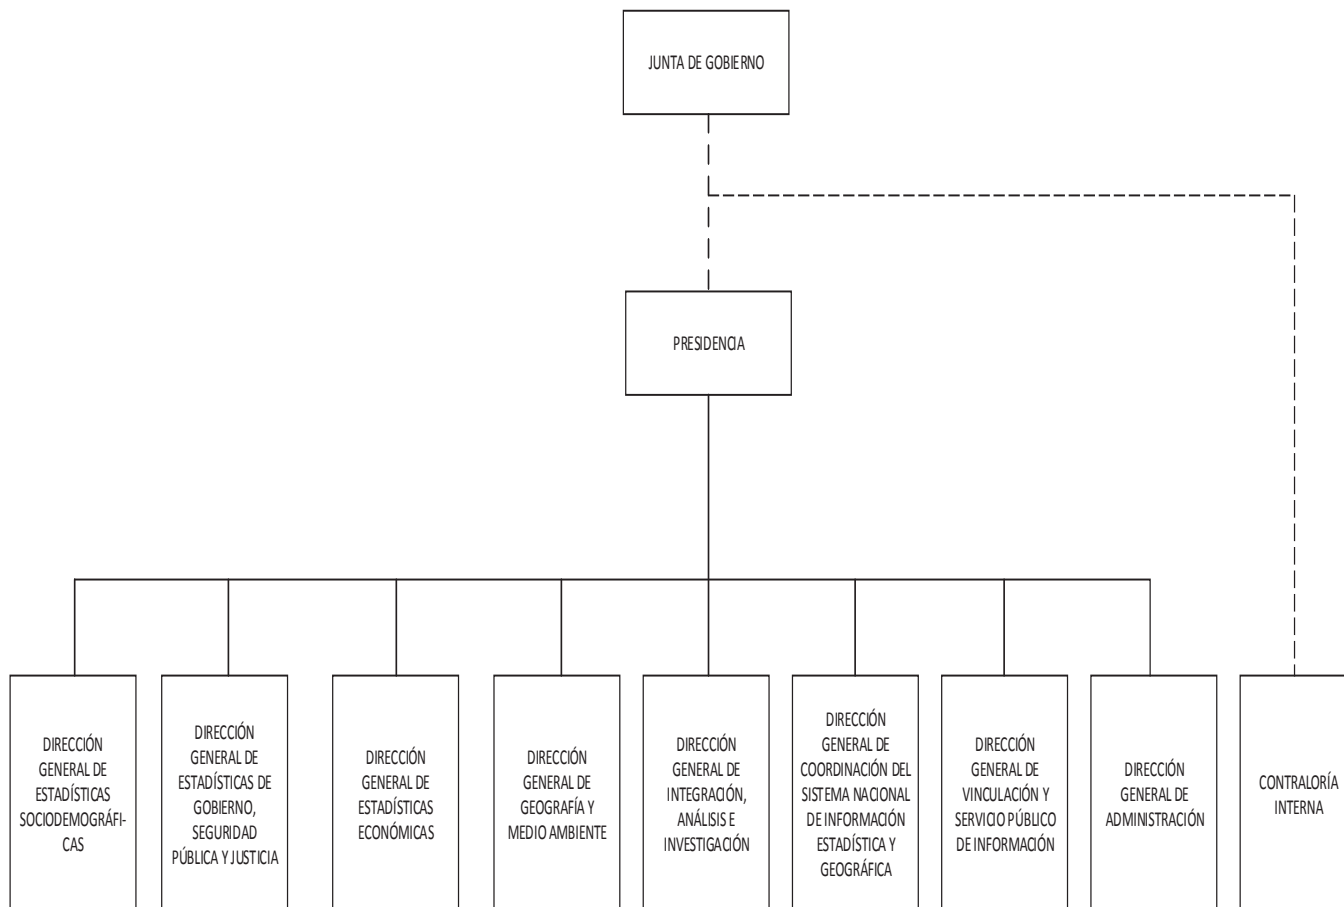 JUNTA DE GOBIERNO
PRESIDENCIA
DIRECCIÓN
GENERAL DE
ESTADÍSTICAS
SOCIODEMOGRÁFI-
CAS
DIRECCIÓN
GENERAL DE
ESTADÍSTICAS DE
GOBIERNO,
SEGURIDAD
PÚBLICA Y JUSTICIA
DIRECCIÓN
GENERAL DE
ESTADÍSTICAS
ECONÓMICAS
DIRECCIÓN
GENERAL DE
GEOGRAFÍA Y
MEDIO AMBIENTE
DIRECCIÓN
GENERAL DE
INTEGRACIÓN,
ANÁLISIS E
INVESTIGACIÓN
DIRECCIÓN
GENERAL DE
COORDINACIÓN DEL
SISTEMA NACIONAL
DE INFORMACIÓN
ESTADÍSTICA Y
GEOGRÁFICA
DIRECCIÓN
GENERAL DE
VINCULACIÓN Y
SERVICIO PÚBLICO
DE INFORMACIÓN
DIRECCIÓN
GENERAL DE
ADMINISTRACIÓN
CONTRALORÍA
INTERNA